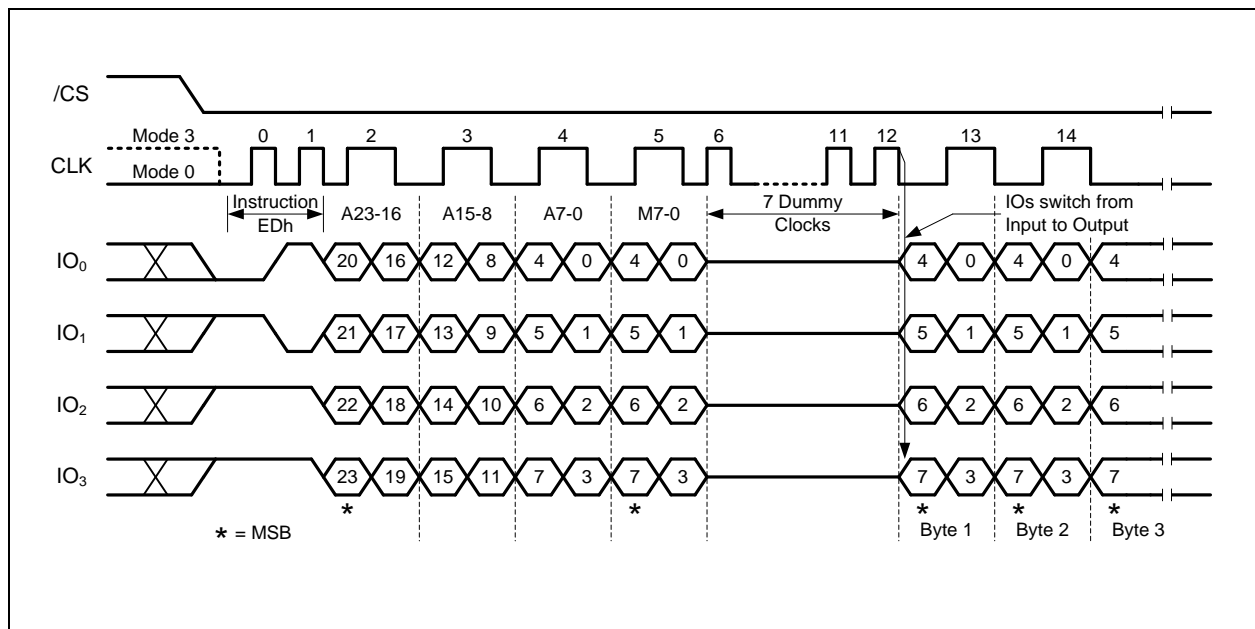 /CS
Mode 3 0 1 2 3 4 5 6 11 12 13 14
CLK
Mode 0
Instruction A23-16 A15-8 A7-0 M7-0 7 Dummy IOs switch from
EDh Clocks Input to Output
IO0 20 16 12 8 4 0 4 0 4 0 4 0 4
IO1 21 17 13 9 5 1 5 1 5 1 5 1 5
IO2 22 18 14 10 6 2 6 2 6 2 6 2 6
IO3 23 19 15 11 7 3 7 3 7 3 7 3 7
* * * * *
* = MSB Byte 1 Byte 2 Byte 3